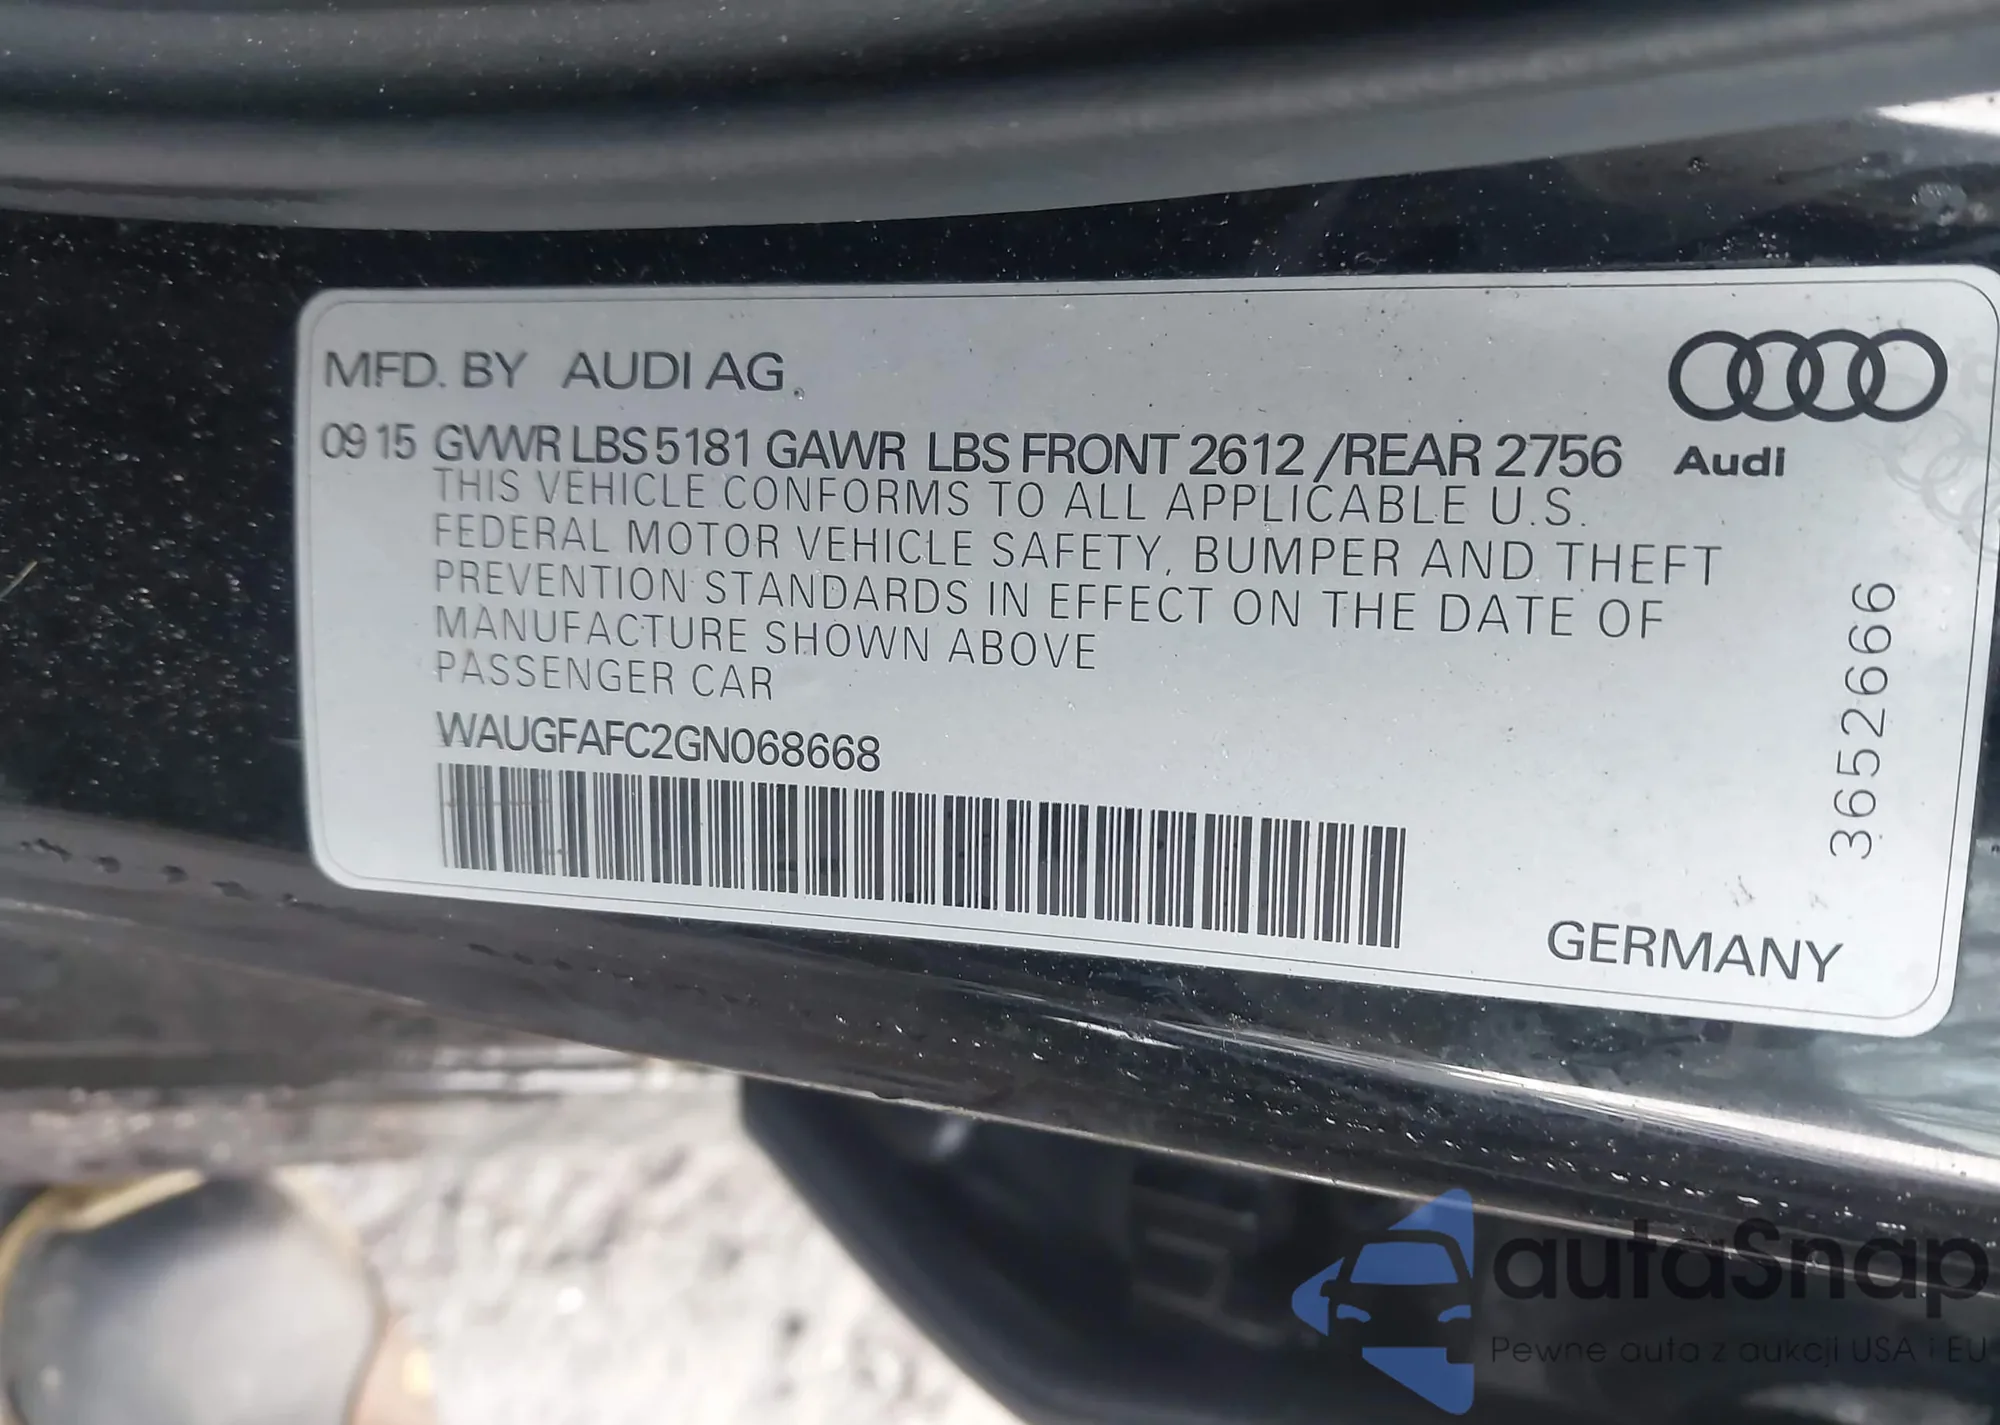 MFD. BY AUDI AG.
09 15 GVWR LBS 5181 GAWR LBS FRONT 2612 /REAR 2756
Audi
THIS VEHICLE CONFORMS TO ALL APPLICABLE U.S.
FEDERAL MOTOR VEHICLE SAFETY, BUMPER AND THEFT
PREVENTION STANDARDS IN EFFECT ON THE DATE OF
MANUFACTURE SHOWN ABOVE
PASSENGER CAR
WAUGFAFC2GN068668
3652666
GERMANY
autaSnap
Pewne auta z aukcji USA i EU